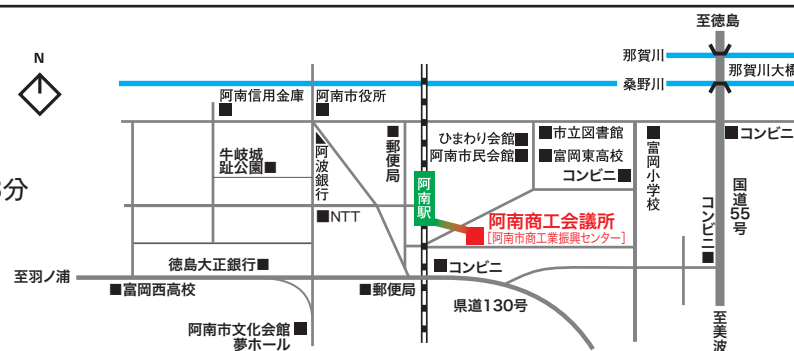 至徳島
N
那賀川
那賀川大橋
桑野川
阿南信用金庫
阿南市役所
郵便局
ひまわり会館
阿南市民会館
市立図書館
富岡東高校
コンビニ
富岡小学校
コンビニ
牛岐城
趾公園
阿波銀行
分
阿南駅
NTT
阿南商工会議所
[阿南市商工業振興センター]
国道55号
コンビニ
徳島大正銀行
コンビニ
至羽ノ浦
富岡西高校
郵便局
県道130号
至美波
阿南市文化会館
夢ホール